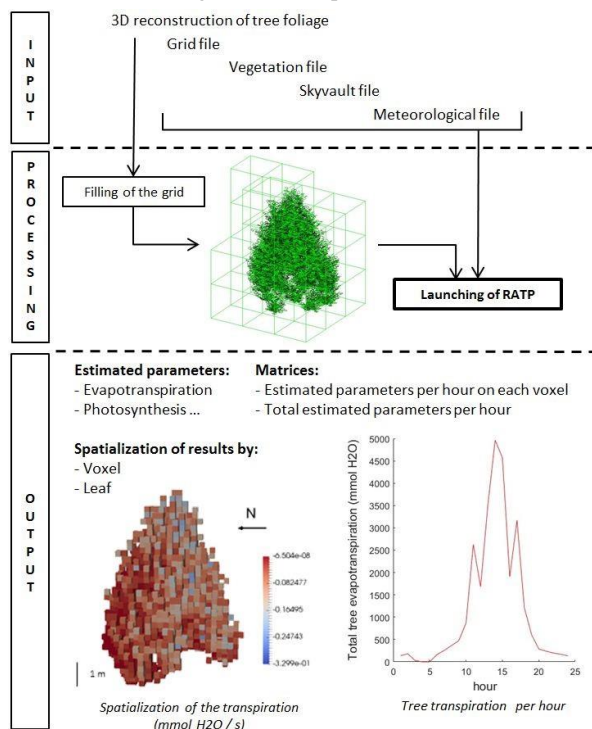 INPUT
3D reconstruction of tree foliage
Grid file
Vegetation file
Skyvault file
Meteorological file
PROCESSING
Filling of the grid
Launching of RATP
OUTPUT
Estimated parameters:
- Evapotranspiration
- Photosynthesis ...
Matrices:
- Estimated parameters per hour on each voxel
- Total estimated parameters per hour
Spatialization of results by:
- Voxel
- Leaf
N
-6.504e-08
-0.082477
-0.16495
-0.24743
-3.299e-01
1 m
Spatialization of the transpiration
(mmol H2O / s)
Total tree evapotranspiration (mmol H2O)
5000
4500
4000
3500
3000
2500
2000
1500
1000
500
0
0 5 10 15 20 25
hour
Tree transpiration per hour